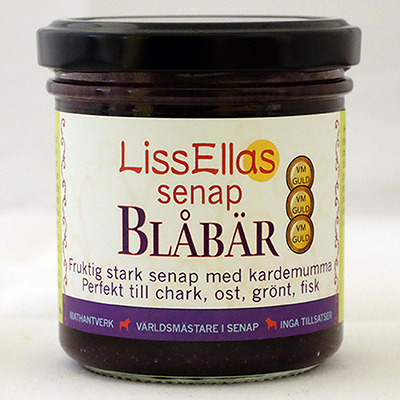 LissEllas
senap
BLÅBÄR
VM
GULD
VM
GULD
VM
GULD
Fruktig stark senap med kardemumma
Perfekt till chark, ost, grönt, fisk
MATHANTVERK VÄRLDSMÄSTARE I SENAP INGA TILLSATSER